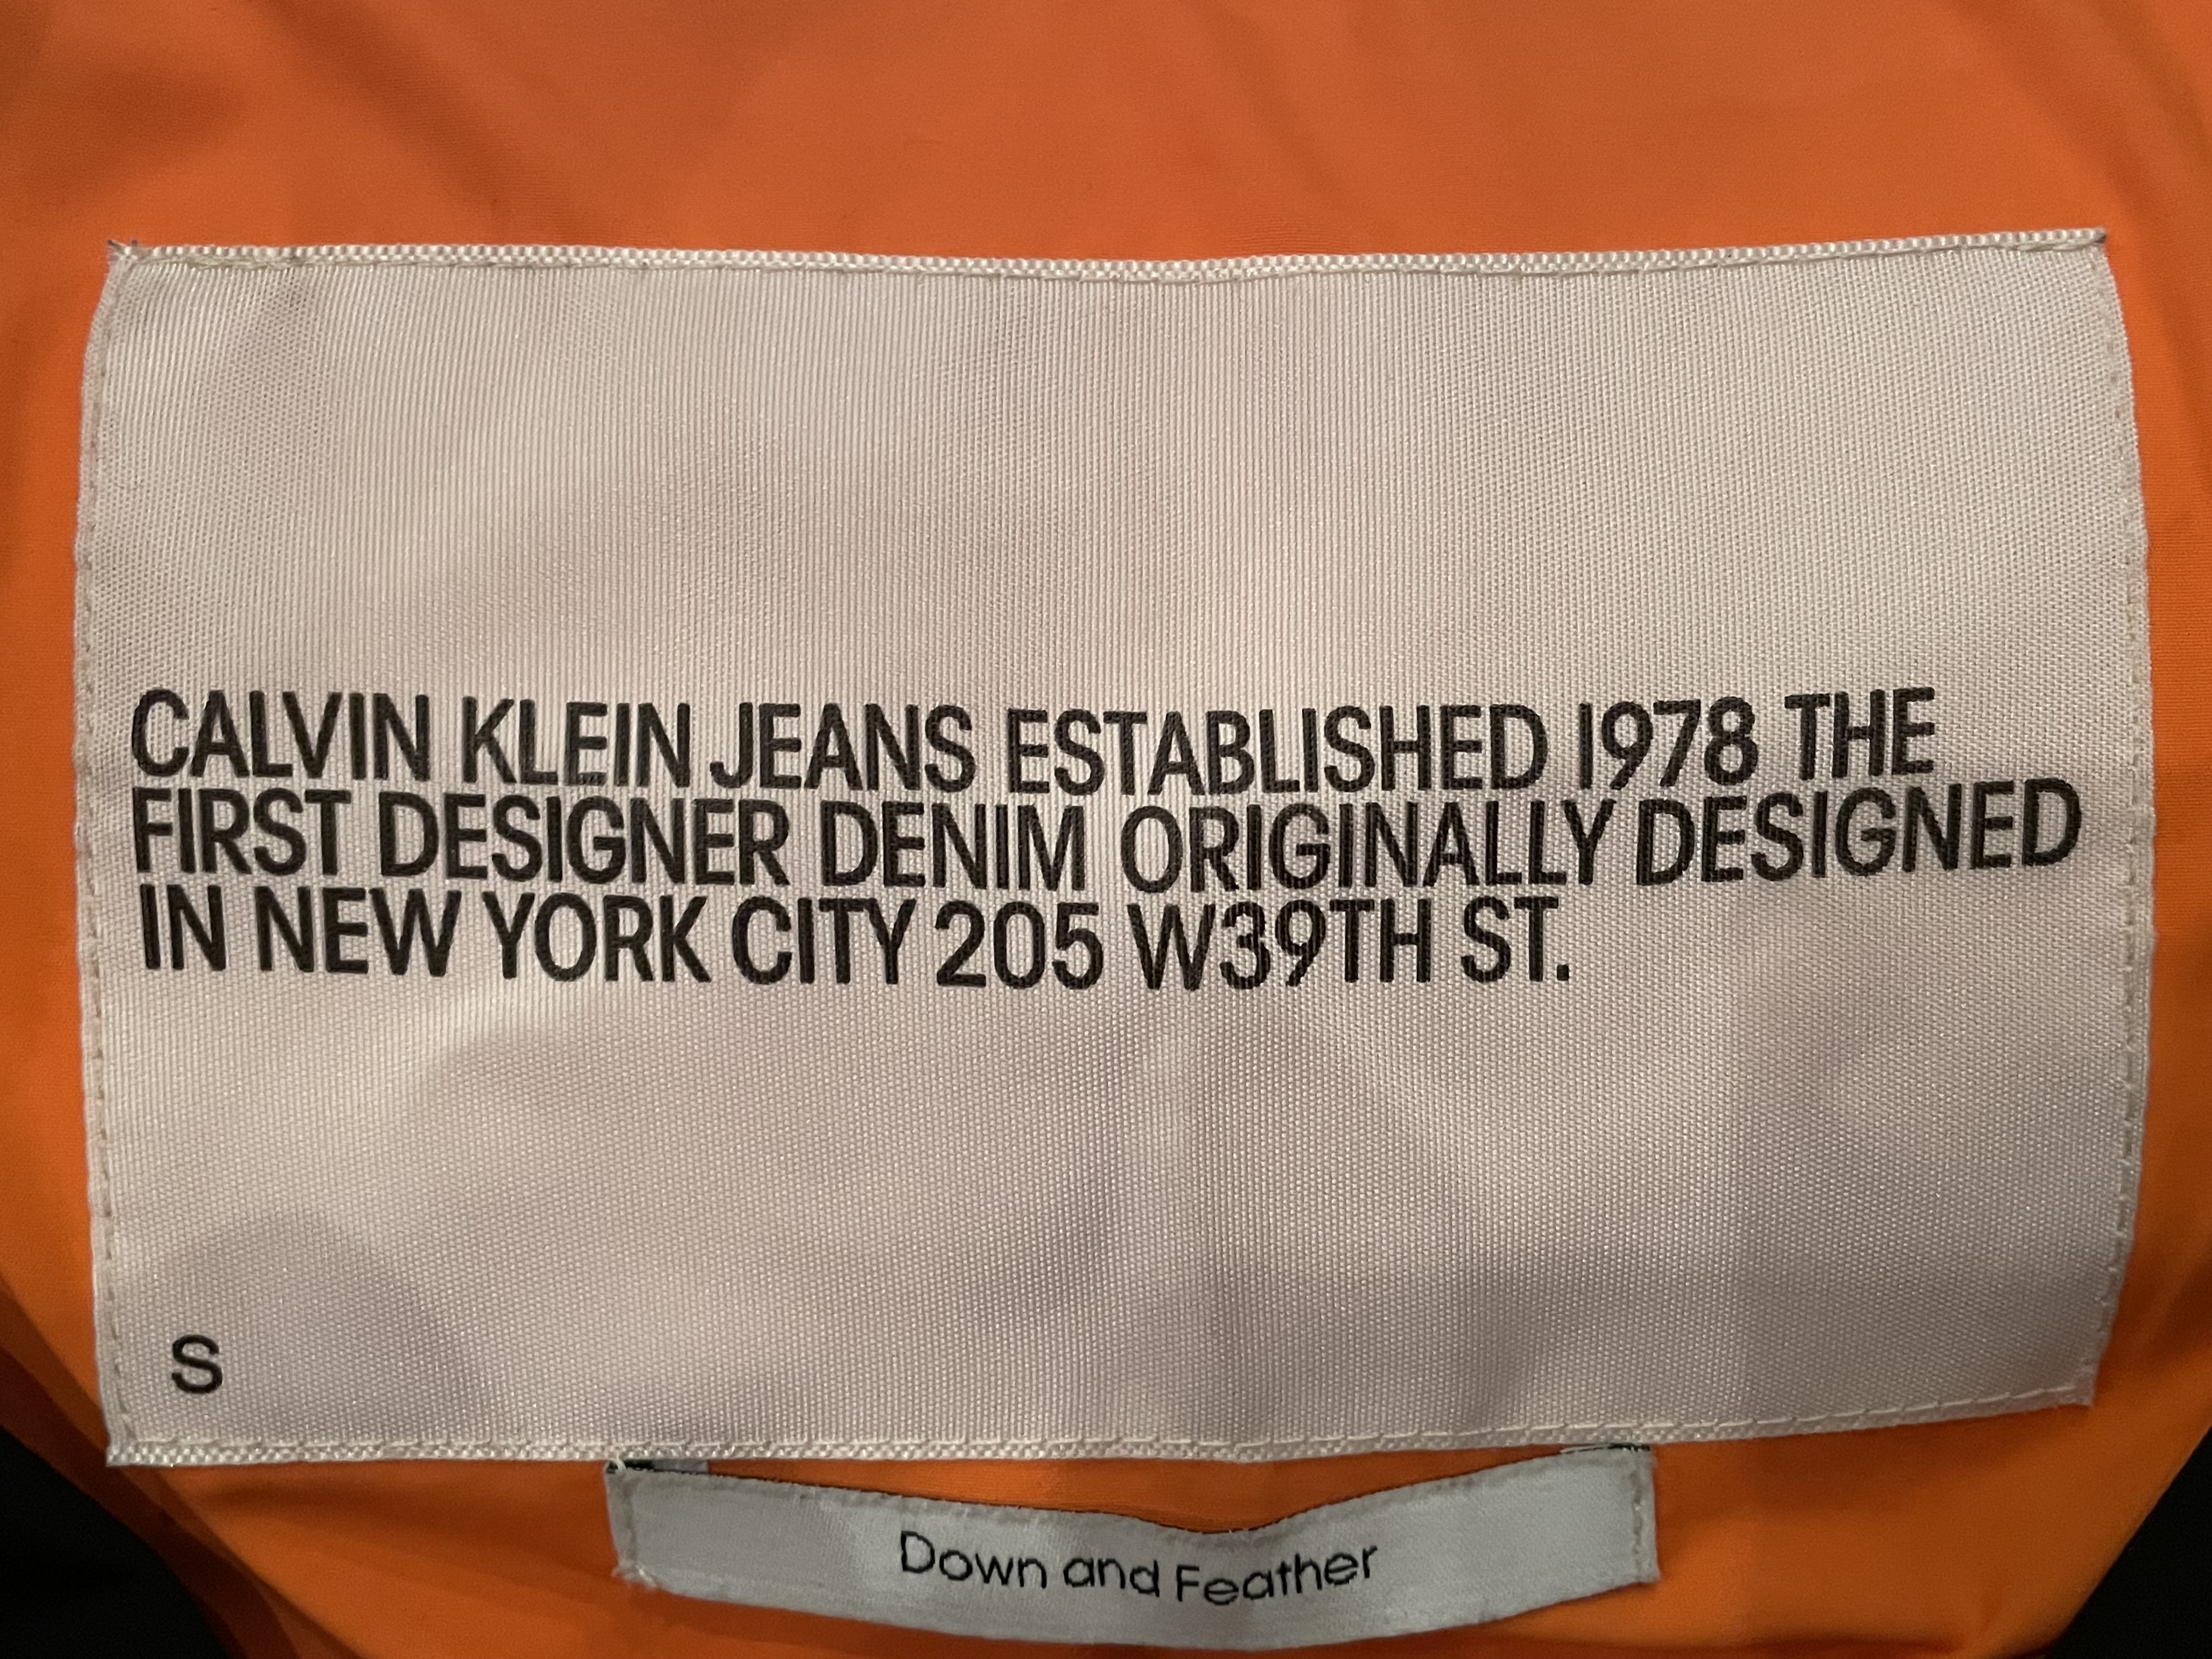 CALVIN KLEIN JEANS ESTABLISHED 1978 THE
FIRST DESIGNER DENIM ORIGINALLY DESIGNED
IN NEW YORK CITY 205 W39TH ST.
S
Down and Feather